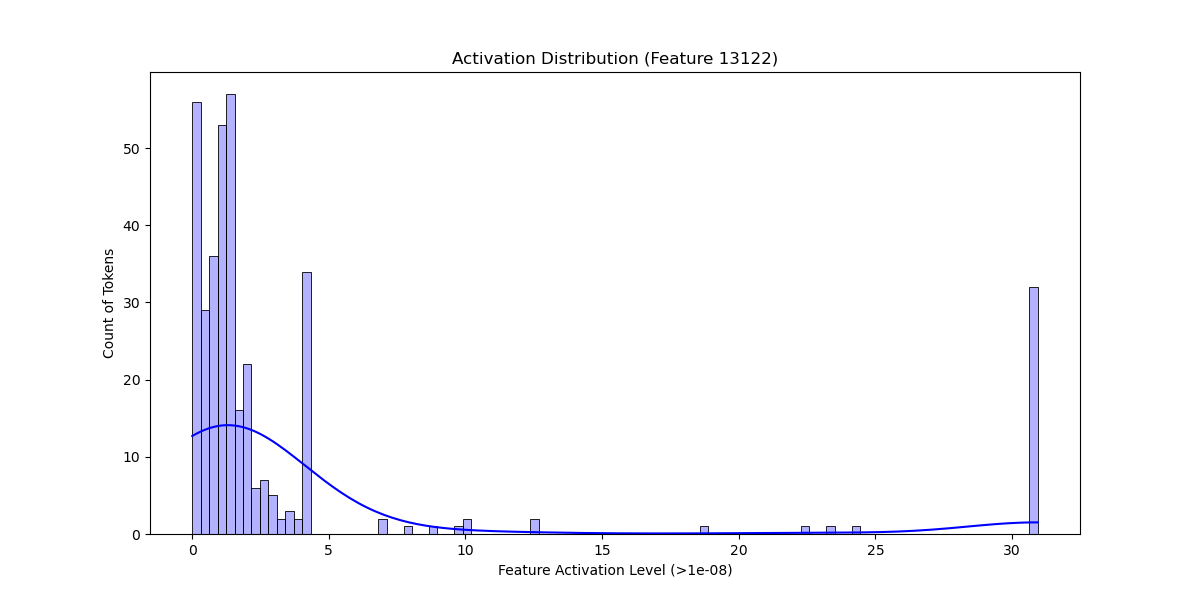 Activation Distribution (Feature 13122)
50
40
30
20
10
0
Count of Tokens
0 5 10 15 20 25 30
Feature Activation Level (>1e-08)